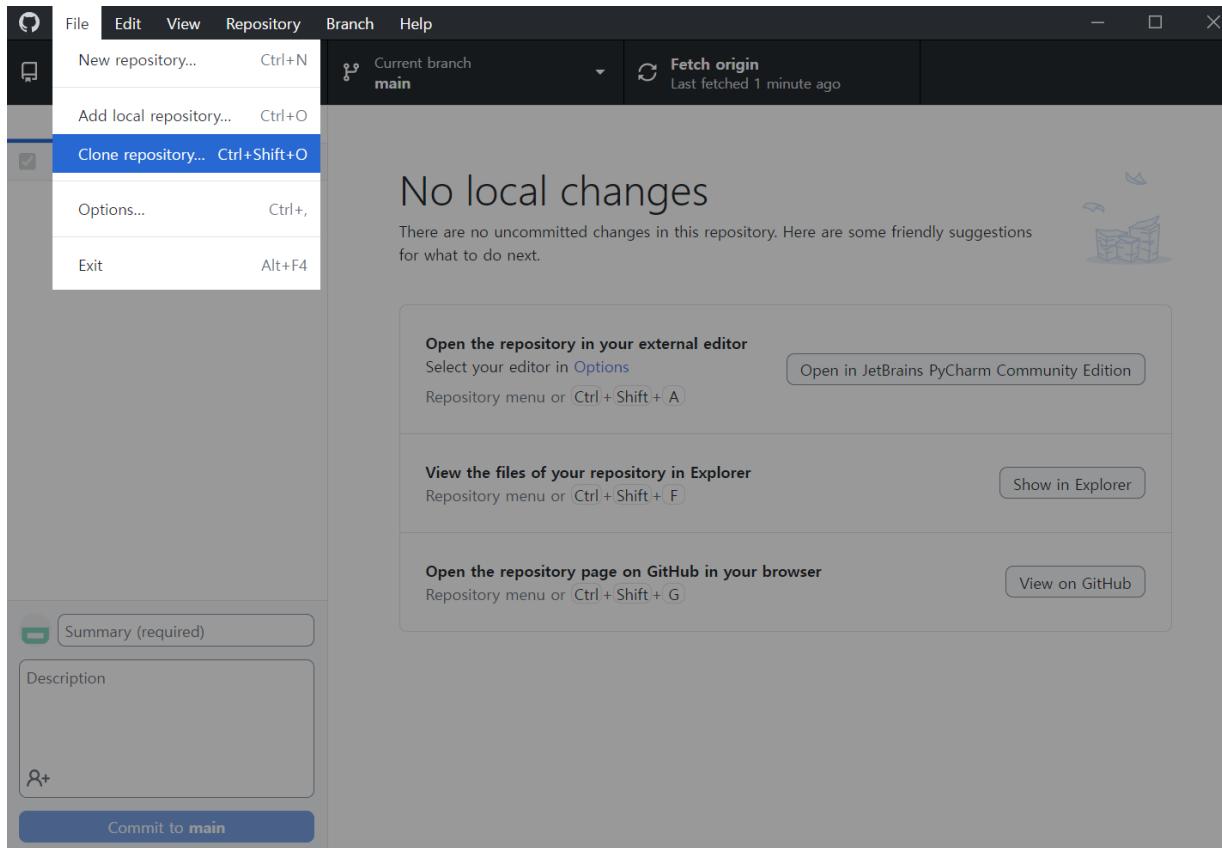 File Edit View Repository Branch Help
New repository... Ctrl+N
Add local repository... Ctrl+O
Clone repository... Ctrl+Shift+O
Options... Ctrl+,
Exit Alt+F4
Current branch
main
Fetch origin
Last fetched 1 minute ago
No local changes
There are no uncommitted changes in this repository. Here are some friendly suggestions
for what to do next.
Open the repository in your external editor
Select your editor in Options
Repository menu or Ctrl + Shift + A
Open in JetBrains PyCharm Community Edition
View the files of your repository in Explorer
Repository menu or Ctrl + Shift + F
Show in Explorer
Open the repository page on GitHub in your browser
Repository menu or Ctrl + Shift + G
View on GitHub
Summary (required)
Description
Commit to main